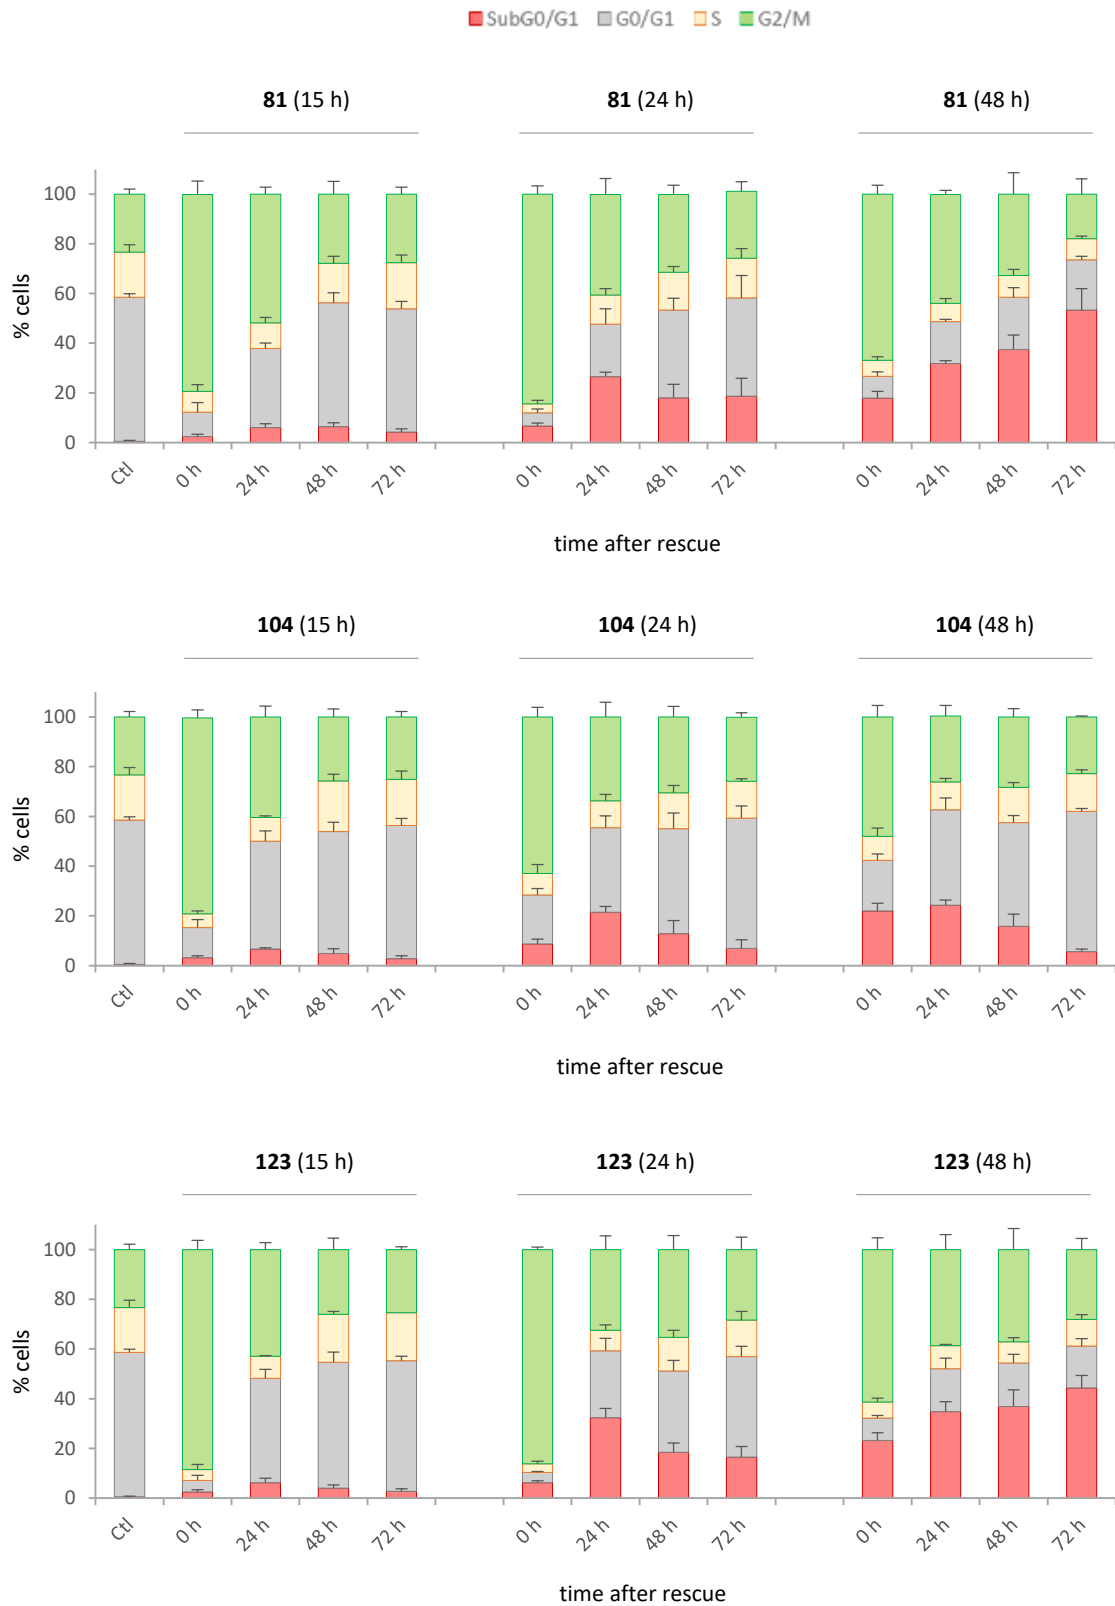 SubG0/G1 G0/G1 S G2/M
81 (15 h) 81 (24 h) 81 (48 h)
100
80
60
40
20
0
% cells
Ctl 0 h 24 h 48 h 72 h 0 h 24 h 48 h 72 h 0 h 24 h 48 h 72 h
time after rescue
104 (15 h) 104 (24 h) 104 (48 h)
100
80
60
40
20
0
% cells
Ctl 0 h 24 h 48 h 72 h 0 h 24 h 48 h 72 h 0 h 24 h 48 h 72 h
time after rescue
123 (15 h) 123 (24 h) 123 (48 h)
100
80
60
40
20
0
% cells
Ctl 0 h 24 h 48 h 72 h 0 h 24 h 48 h 72 h 0 h 24 h 48 h 72 h
time after rescue